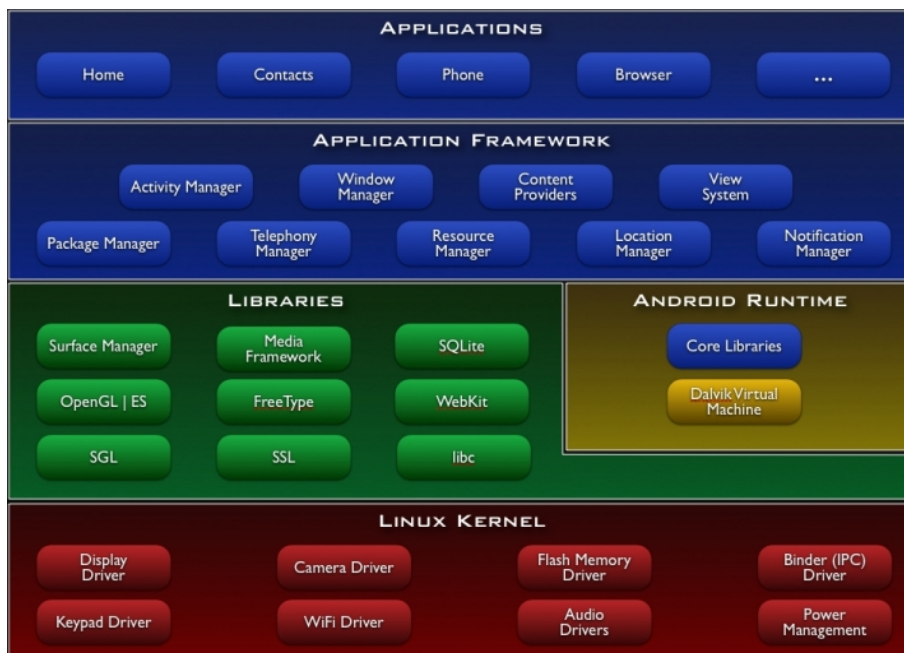 APPLICATIONS
Home
Contacts
Phone
Browser
...
APPLICATION FRAMEWORK
Activity Manager
Window
Manager
Content
Providers
View
System
Package Manager
Telephony
Manager
Resource
Manager
Location
Manager
Notification
Manager
LIBRARIES
Surface Manager
Media
Framework
SQLite
OpenGL | ES
FreeType
WebKit
SGL
SSL
libc
ANDROID RUNTIME
Core Libraries
Dalvik Virtual
Machine
LINUX KERNEL
Display
Driver
Camera Driver
Flash Memory
Driver
Binder (IPC)
Driver
Keypad Driver
WiFi Driver
Audio
Drivers
Power
Management